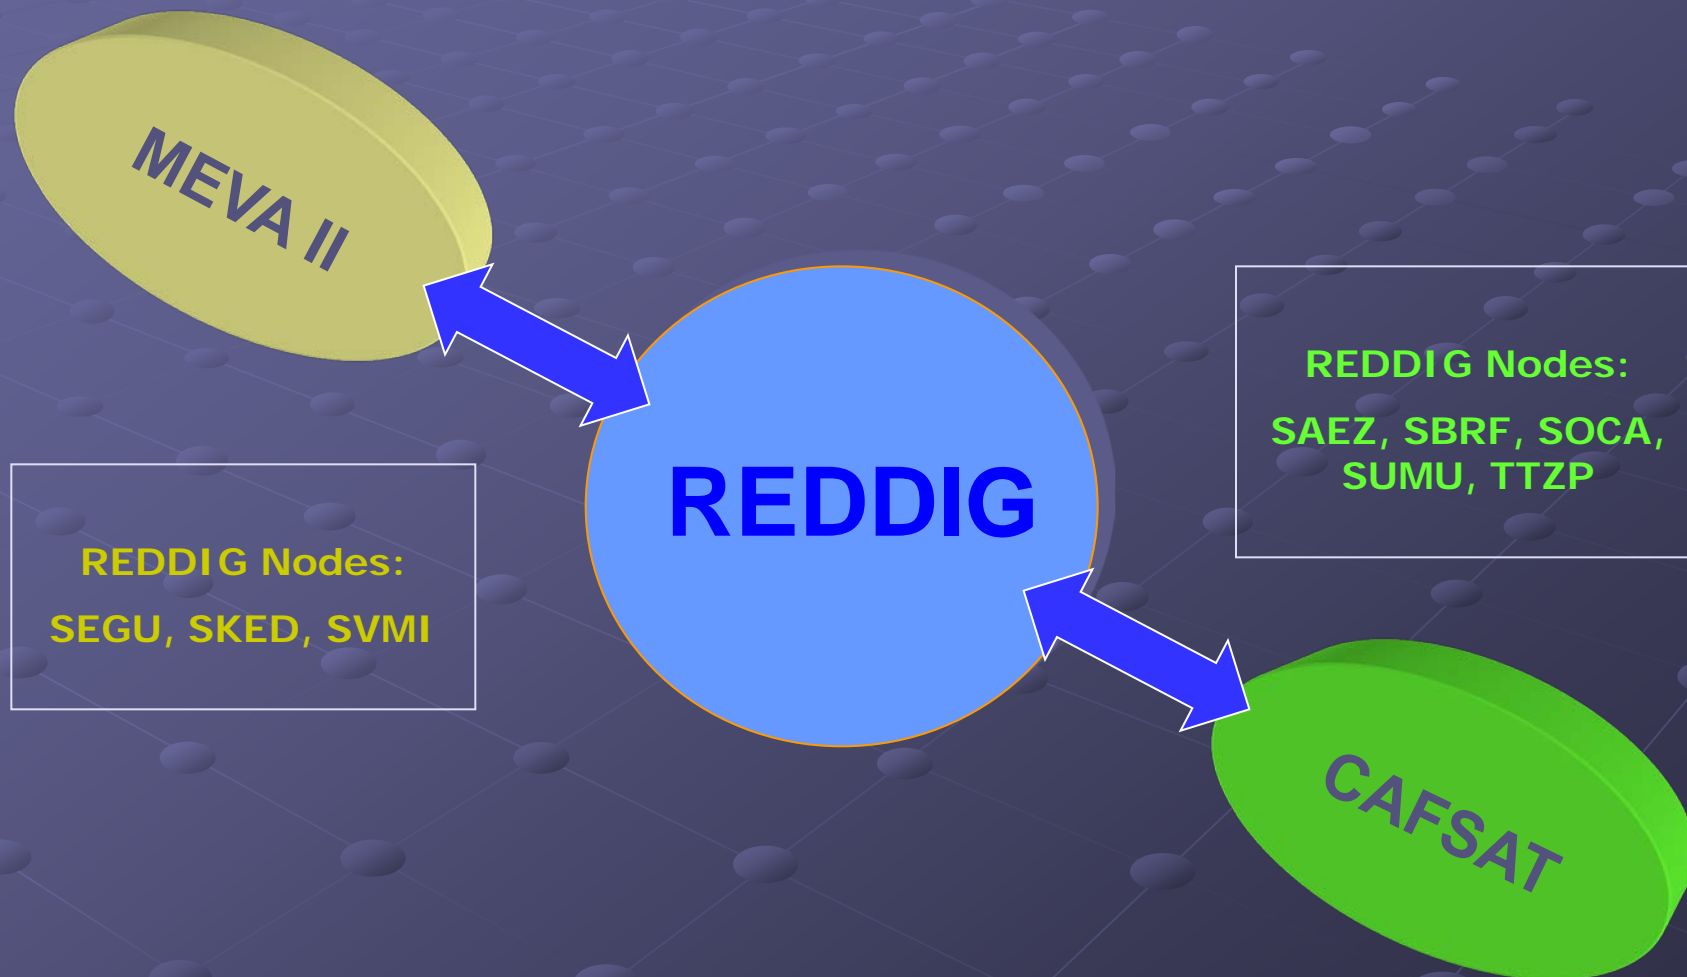 MEVA II
REDDIG
REDDIG Nodes:
SAEZ, SBRF, SOCA,
SUMU, TTZP
REDDIG Nodes:
SEGU, SKED, SVMI
CAFSAT